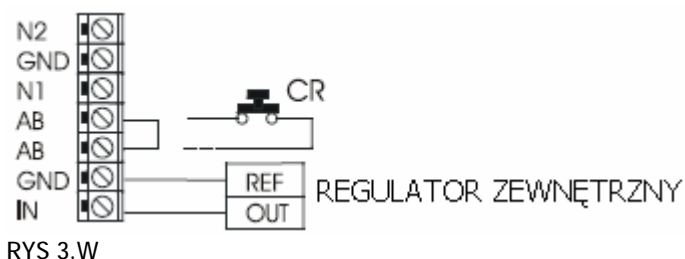 N2
GND
N1
AB
AB
GND
IN
CR
REF
OUT
REGULATOR ZEWNĘTRZNY
RYS 3.W